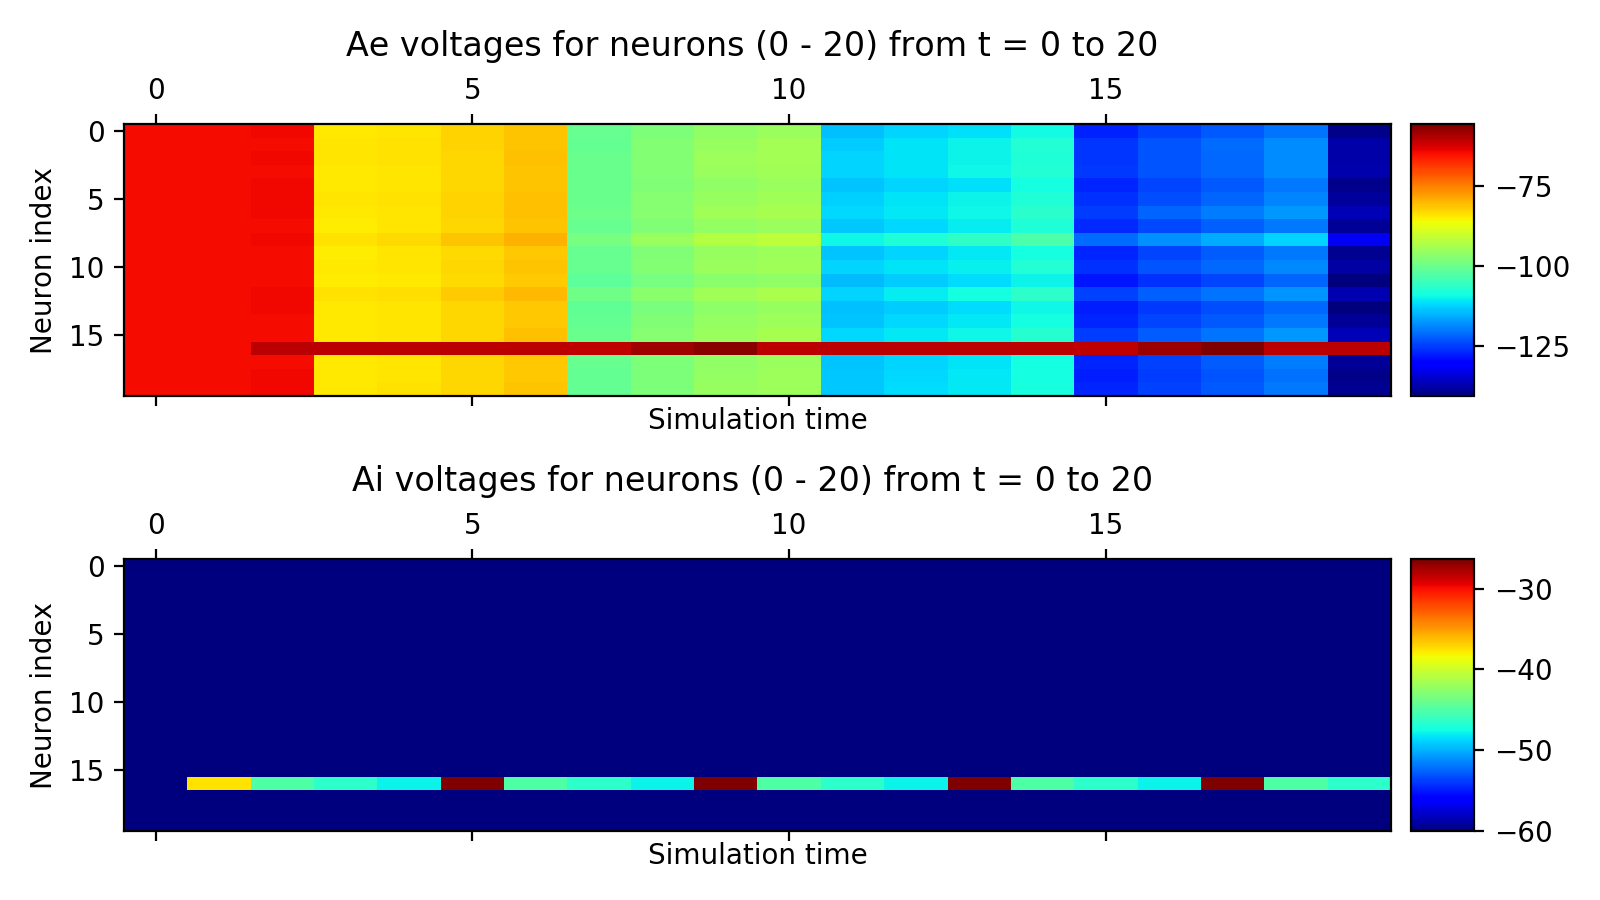 Ae voltages for neurons (0 - 20) from t = 0 to 20
0 5 10 15
Neuron index
0
5
10
15
Simulation time
−75
−100
−125
Ai voltages for neurons (0 - 20) from t = 0 to 20
0 5 10 15
Neuron index
0
5
10
15
Simulation time
−30
−40
−50
−60